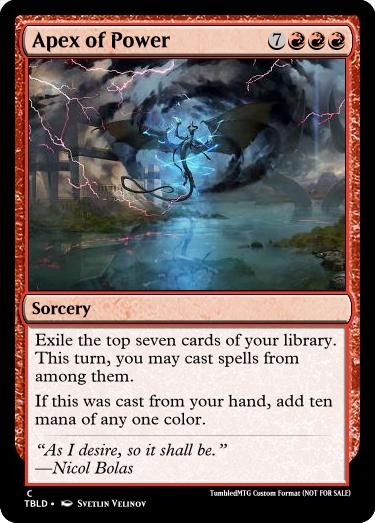 Apex of Power 7
Sorcery
Exile the top seven cards of your library.
This turn, you may cast spells from
among them.
If this was cast from your hand, add ten
mana of any one color.
“As I desire, so it shall be.”
—Nicol Bolas
C
TBLD • Svetlin Velinov
TumbledMTG Custom Format (NOT FOR SALE)